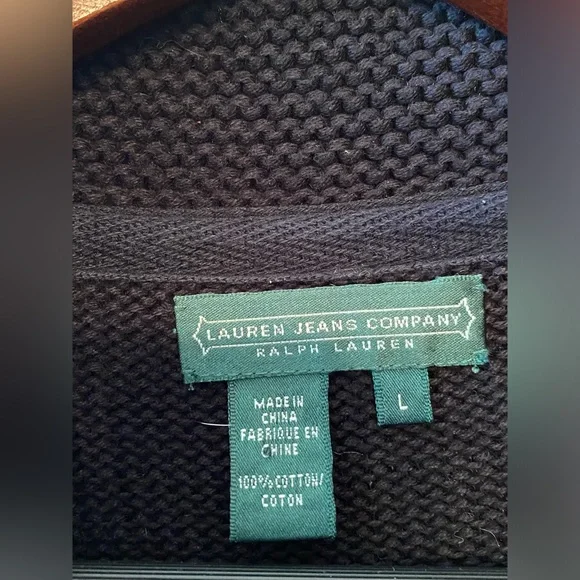 LAUREN JEANS COMPANY
RALPH LAUREN
MADE IN
CHINA
FABRIQUE EN
CHINE
100% COTTON/
COTON
L